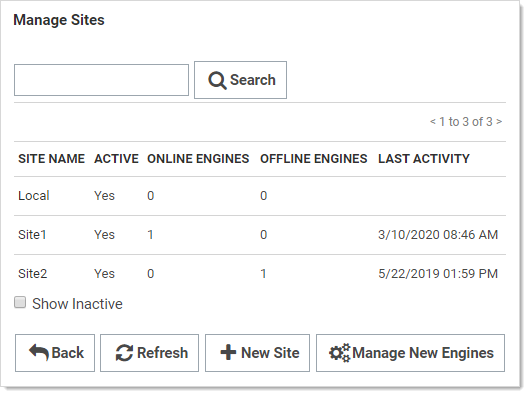 Manage Sites
Search
< 1 to 3 of 3 >
SITE NAME ACTIVE ONLINE ENGINES OFFLINE ENGINES LAST ACTIVITY
Local Yes 0 0
Site1 Yes 1 0 3/10/2020 08:46 AM
Site2 Yes 0 1 5/22/2019 01:59 PM
Show Inactive
Back Refresh New Site Manage New Engines